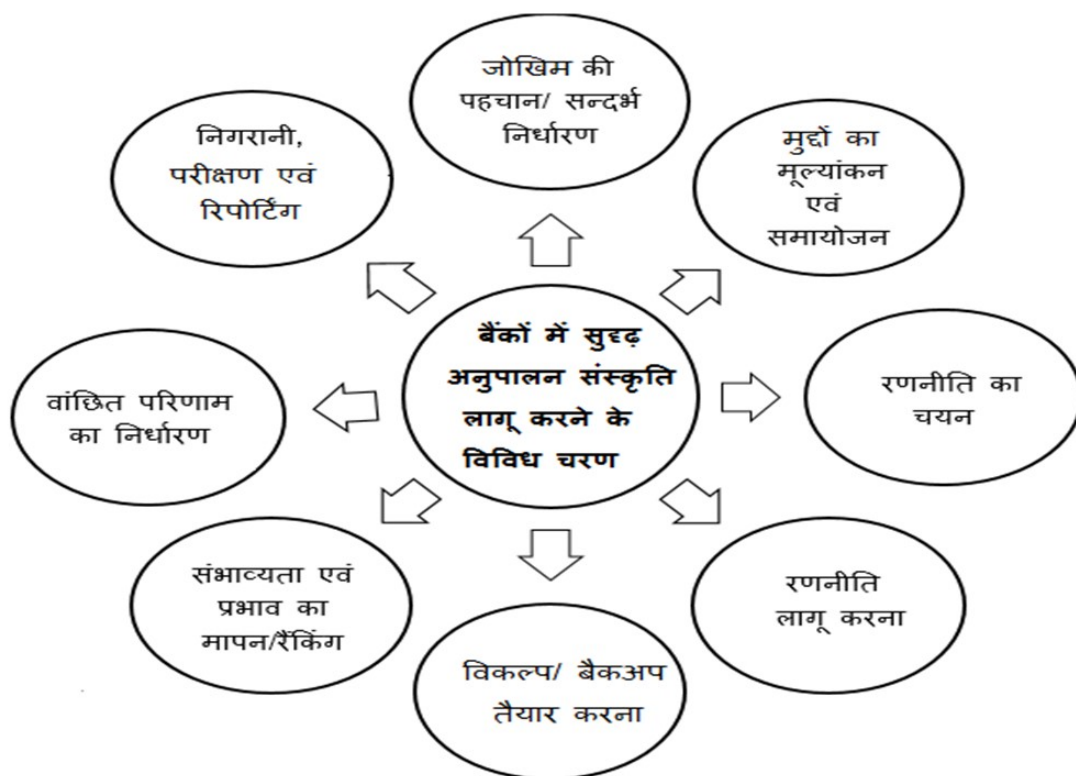 जोखिम की
पहचान/ सन्दर्भ
निर्धारण
मुद्दों का
मूल्यांकन
एवं
समायोजन
रणनीति का
चयन
रणनीति
लागू करना
विकल्प/ बैकअप
तैयार करना
संभाव्यता एवं
प्रभाव का
मापन/रैंकिंग
वांछित परिणाम
का निर्धारण
निगरानी,
परीक्षण एवं
रिपोर्टिंग
बैंकों में सुदृढ़
अनुपालन संस्कृति
लागू करने के
विविध चरण